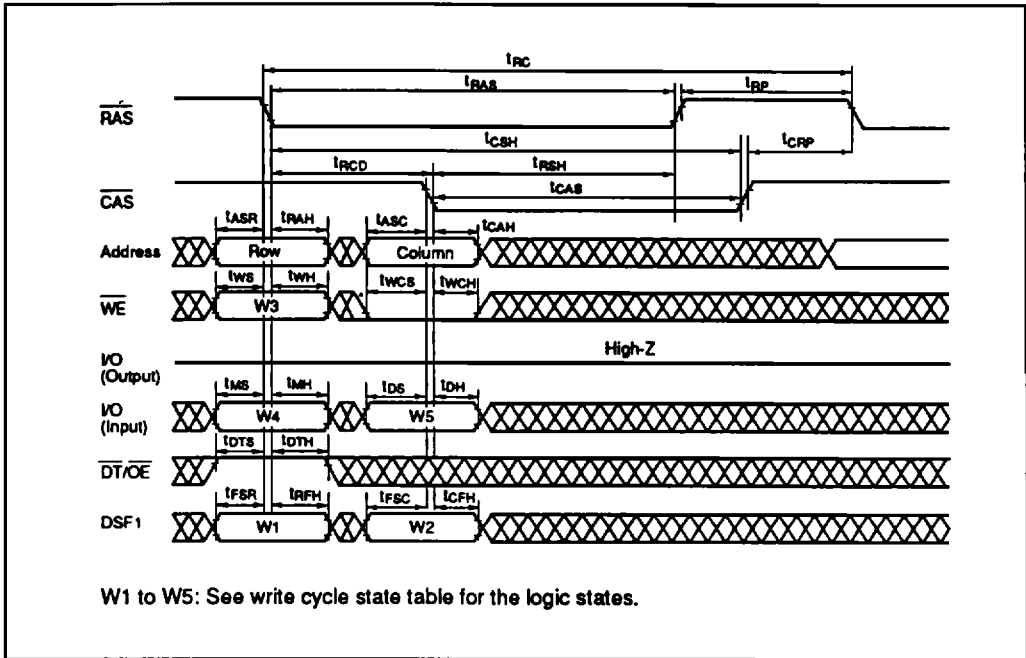 tRC
tRAS tRP
RAS
tCSH tCRP
tRCD tRSH
tCAS
CAS
tASR tRAH tASC tCAH
Address Row Column
tWS tWH tWCS tWCH
WE W3
High-Z
I/O
(Output)
tMS tMH tDS tDH
I/O
(Input) W4 W5
tDTS tDTH
DT/OE
tFSR tRFH tFSC tCFH
DSF1 W1 W2
W1 to W5: See write cycle state table for the logic states.